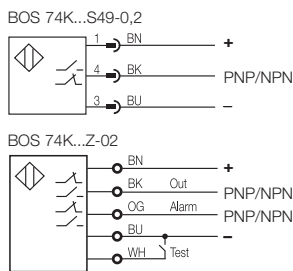 BOS 74K...S49-0,2
1 BN +
4 BK PNP/NPN
3 BU –
BOS 74K...Z-02
BN +
BK Out PNP/NPN
OG Alarm PNP/NPN
BU –
WH Test